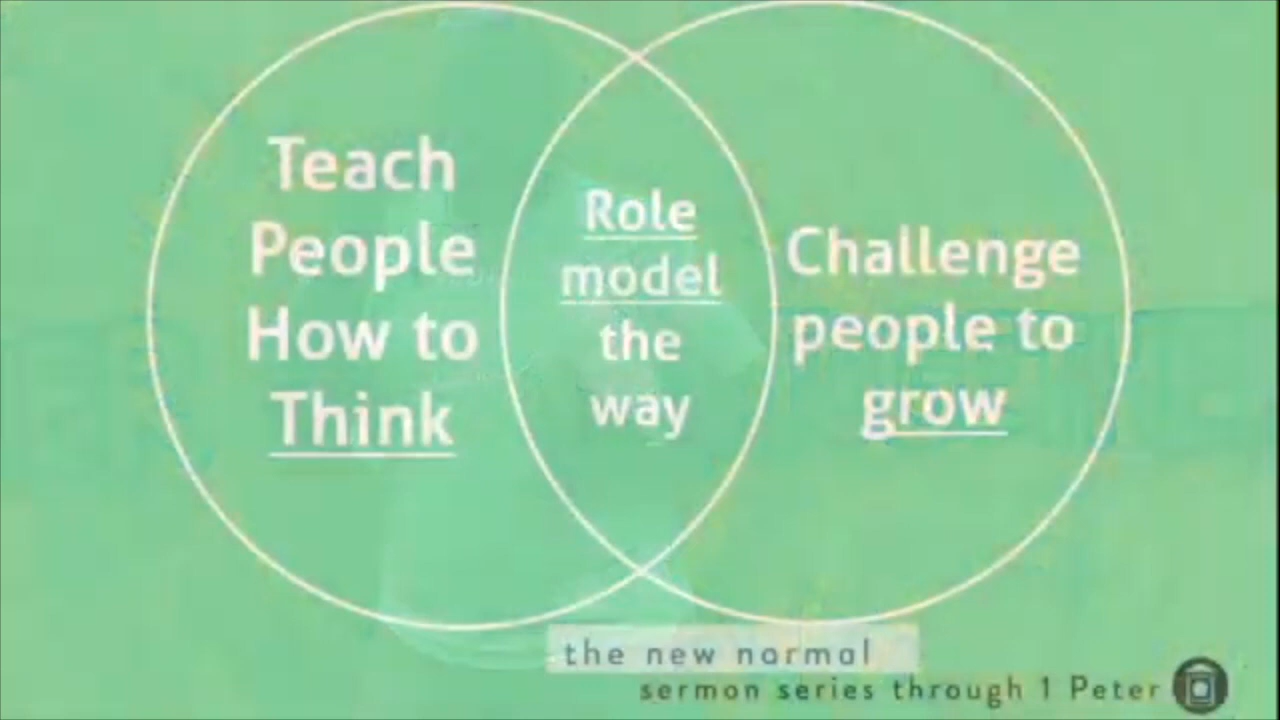 Teach
People
How to
Think
Role
model
the
way
Challenge
people to
grow
the new normal
sermon series through 1 Peter